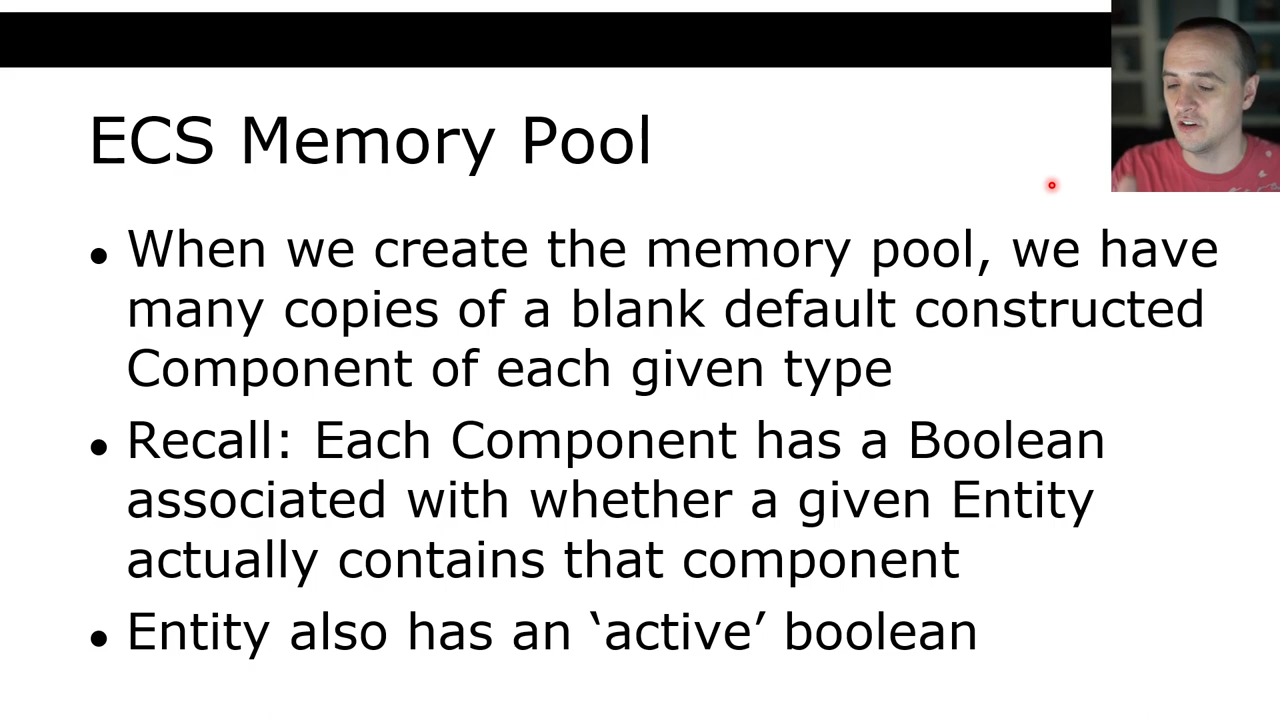 ECS Memory Pool
● When we create the memory pool, we have
many copies of a blank default constructed
Component of each given type
● Recall: Each Component has a Boolean
associated with whether a given Entity
actually contains that component
● Entity also has an ‘active’ boolean